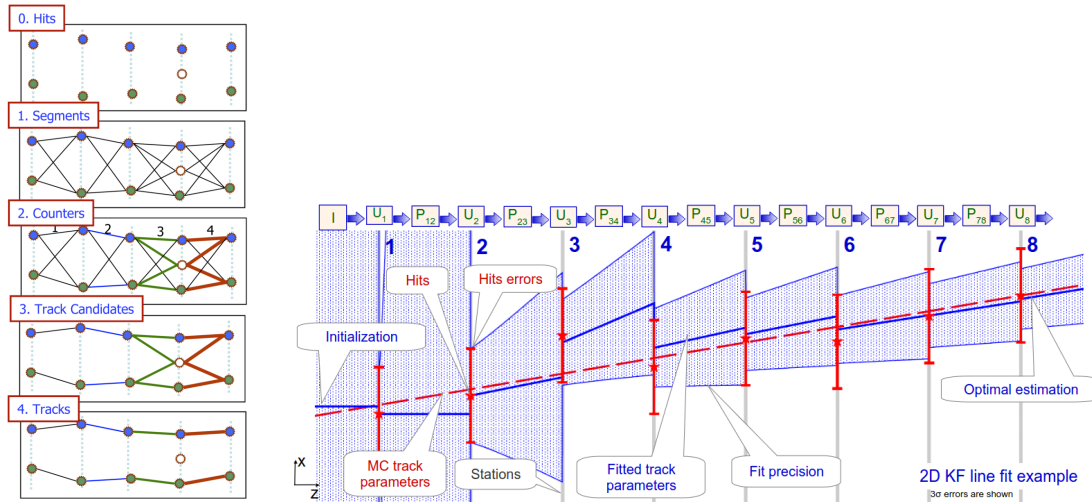 0. Hits
1. Segments
2. Counters
1 2 3 4
3. Track Candidates
4. Tracks
I U1 P12 U2 P23 U3 P34 U4 P45 U5 P56 U6 P67 U7 P78 U8
1 2 3 4 5 6 7 8
Hits
Hits errors
Initialization
Optimal estimation
MC track
parameters
Stations
Fitted track
parameters
Fit precision
X
Z
2D KF line fit example
3σ errors are shown